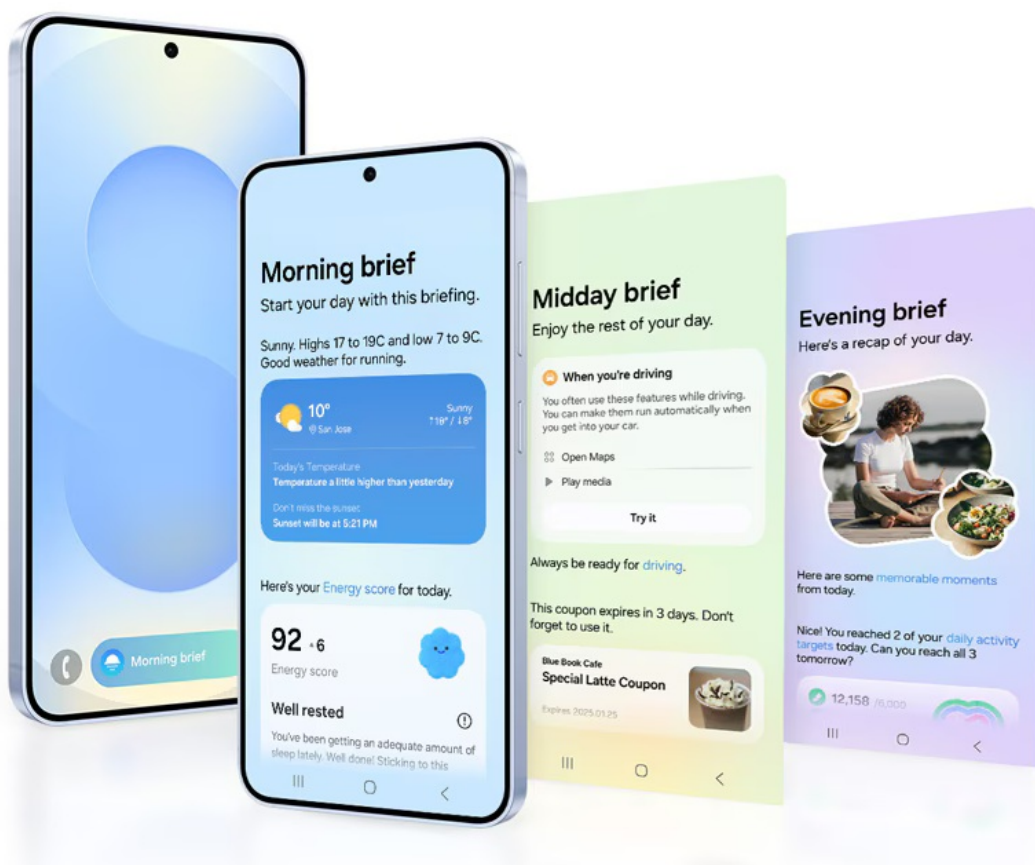 Morning brief
Morning brief
Start your day with this briefing.
Sunny. Highs 17 to 19C and low 7 to 9C.
Good weather for running.
10°
San Jose
Sunny
↑18° / ↓8°
Today's Temperature
Temperature a little higher than yesterday
Don't miss the sunset
Sunset will be at 5:21 PM
Here's your Energy score for today.
92 6
Energy score
Well rested
You've been getting an adequate amount of
sleep lately. Well done! Sticking to this
Midday brief
Enjoy the rest of your day.
When you're driving
You often use these features while driving.
You can make them run automatically when
you get into your car.
Open Maps
Play media
Try it
Always be ready for driving.
This coupon expires in 3 days. Don't
forget to use it.
Blue Book Cafe
Special Latte Coupon
Expires 2025.01.25
Evening brief
Here's a recap of your day.
Here are some memorable moments
from today.
Nice! You reached 2 of your daily activity
targets today. Can you reach all 3
tomorrow?
12,158 /6,000